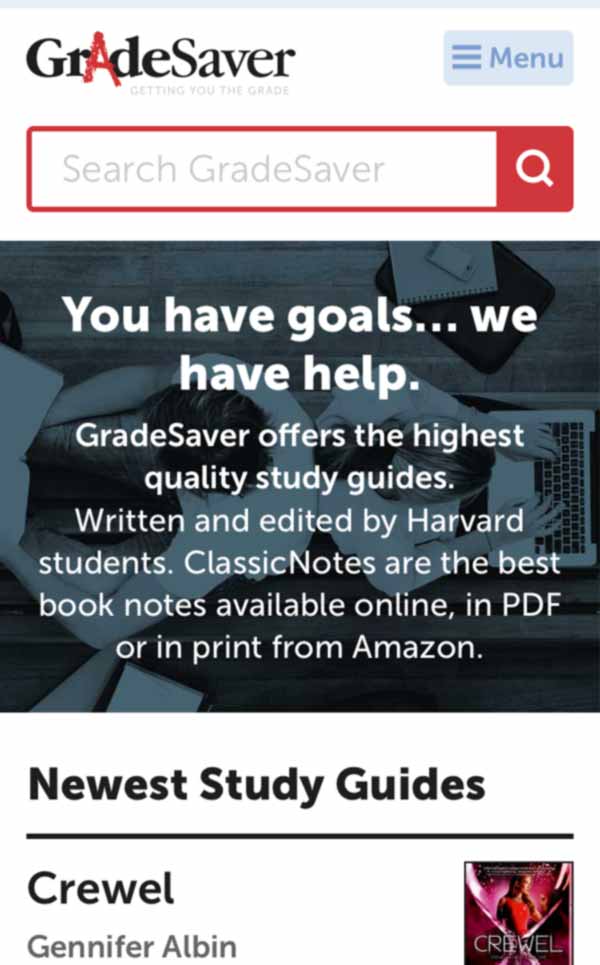 GrAdeSaver
GETTING YOU THE GRADE
Menu
Search GradeSaver
You have goals... we
have help.
GradeSaver offers the highest
quality study guides.
Written and edited by Harvard
students. ClassicNotes are the best
book notes available online, in PDF
or in print from Amazon.
Newest Study Guides
Crewel
Gennifer Albin
CREWEL